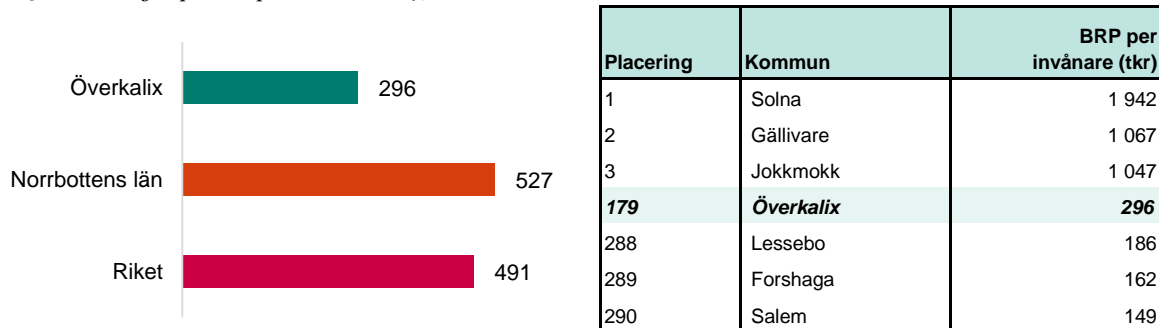 Överkalix 296
Norrbottens län 527
Riket 491
Placering Kommun BRP per invånare (tkr)
1 Solna 1 942
2 Gällivare 1 067
3 Jokkmokk 1 047
179 Överkalix 296
288 Lessebo 186
289 Forshaga 162
290 Salem 149